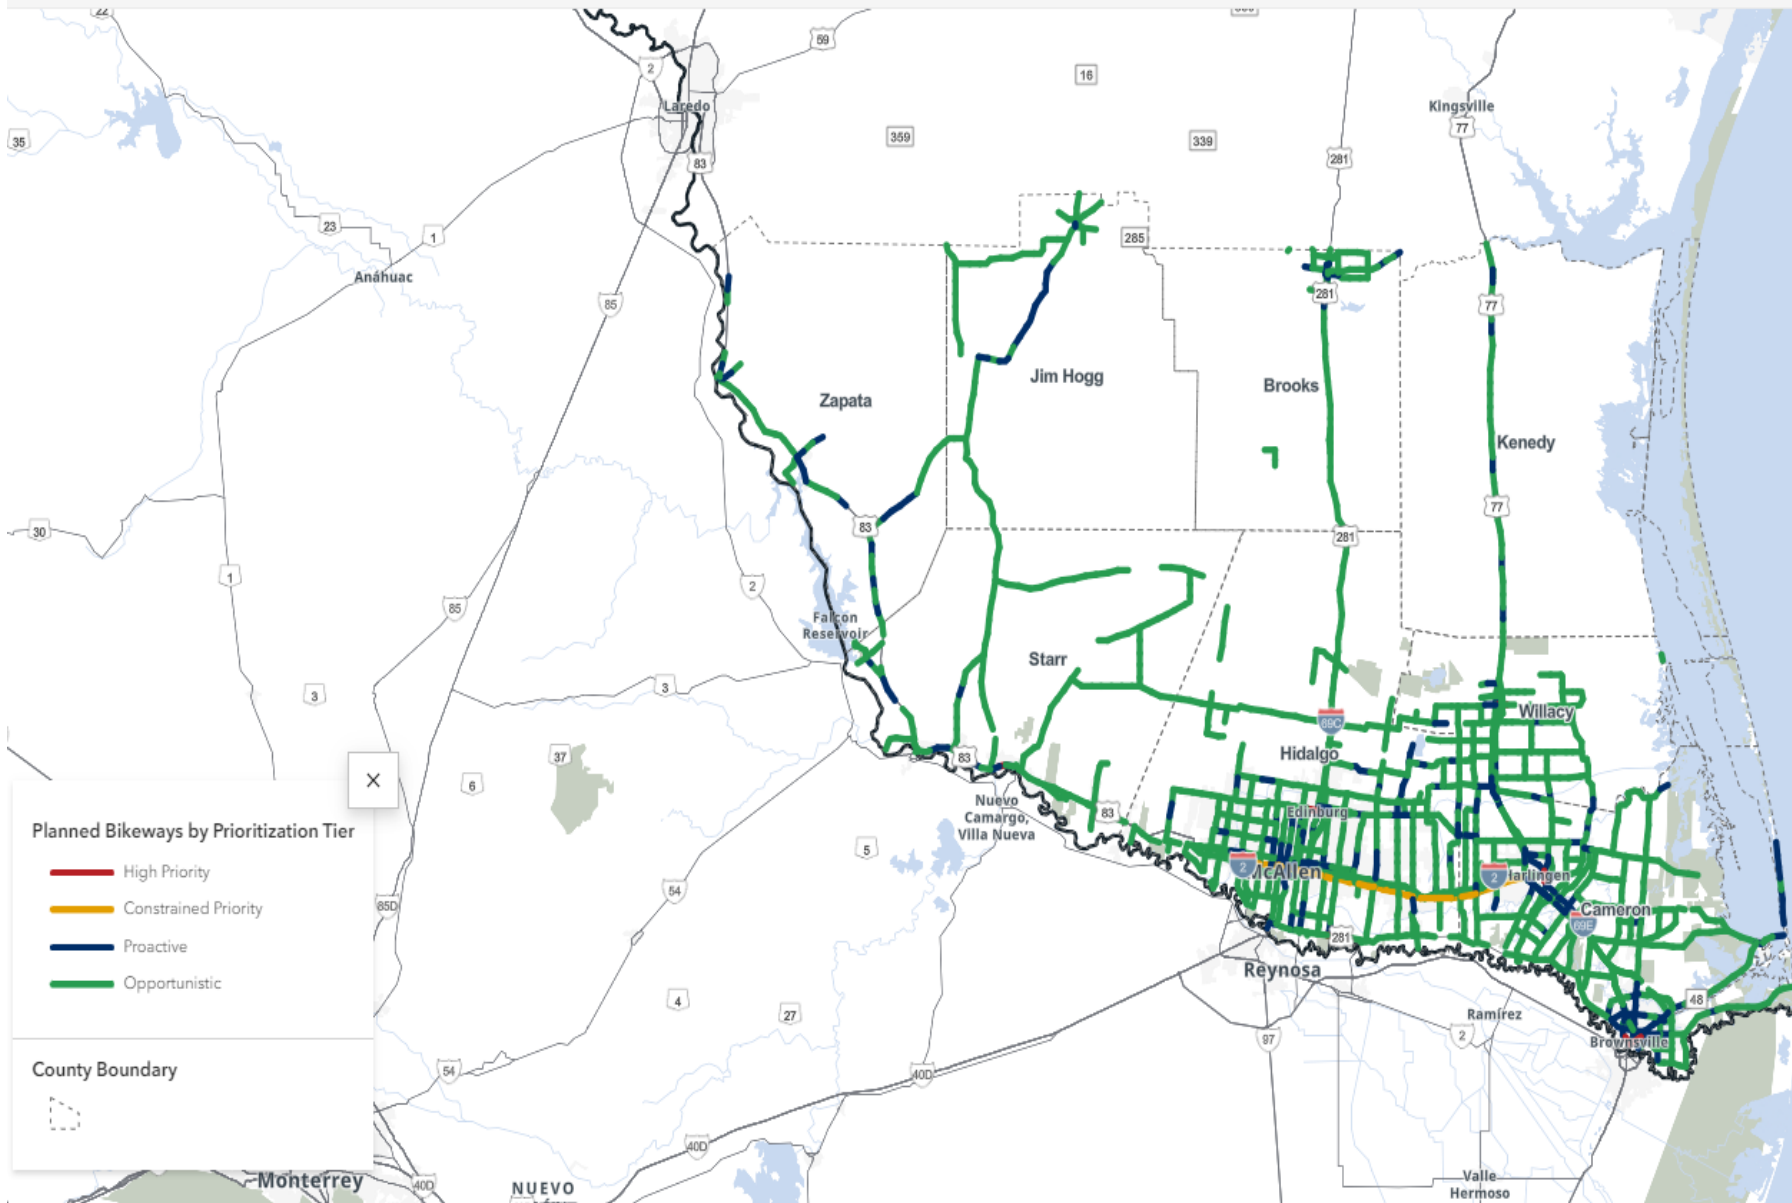 22
59
2
16
Laredo
Kingsville
35
359
339
77
83
281
23
1
285
Anáhuac
85
281
77
Jim Hogg
Zapata
Brooks
Kenedy
77
83
30
281
1
2
85
Falcon
Reservoir
Starr
3
3
Willacy
69C
Hidalgo
37
83
6
Nuevo
Camargo,
Villa Nueva
83
Edinburg
Planned Bikeways by Prioritization Tier
High Priority
Constrained Priority
Proactive
Opportunistic
5
2
McAllen
2
Harlingen
54
85D
Cameron
69E
281
Reynosa
4
48
27
Ramírez
2
97
Brownsville
County Boundary
54
40D
40D
Monterrey
40D
NUEVO
Valle
Hermoso